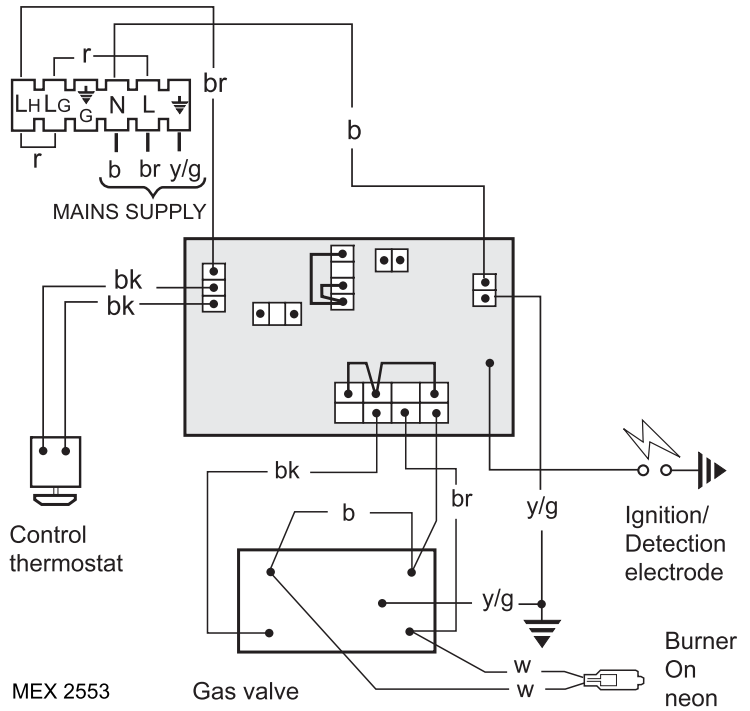 r
br
LH LG G N L
b
r
b br y/g
MAINS SUPPLY
bk
bk
bk
br
b
y/g
Control
thermostat
Ignition/
Detection
electrode
y/g
Burner
On
neon
w
w
MEX 2553
Gas valve